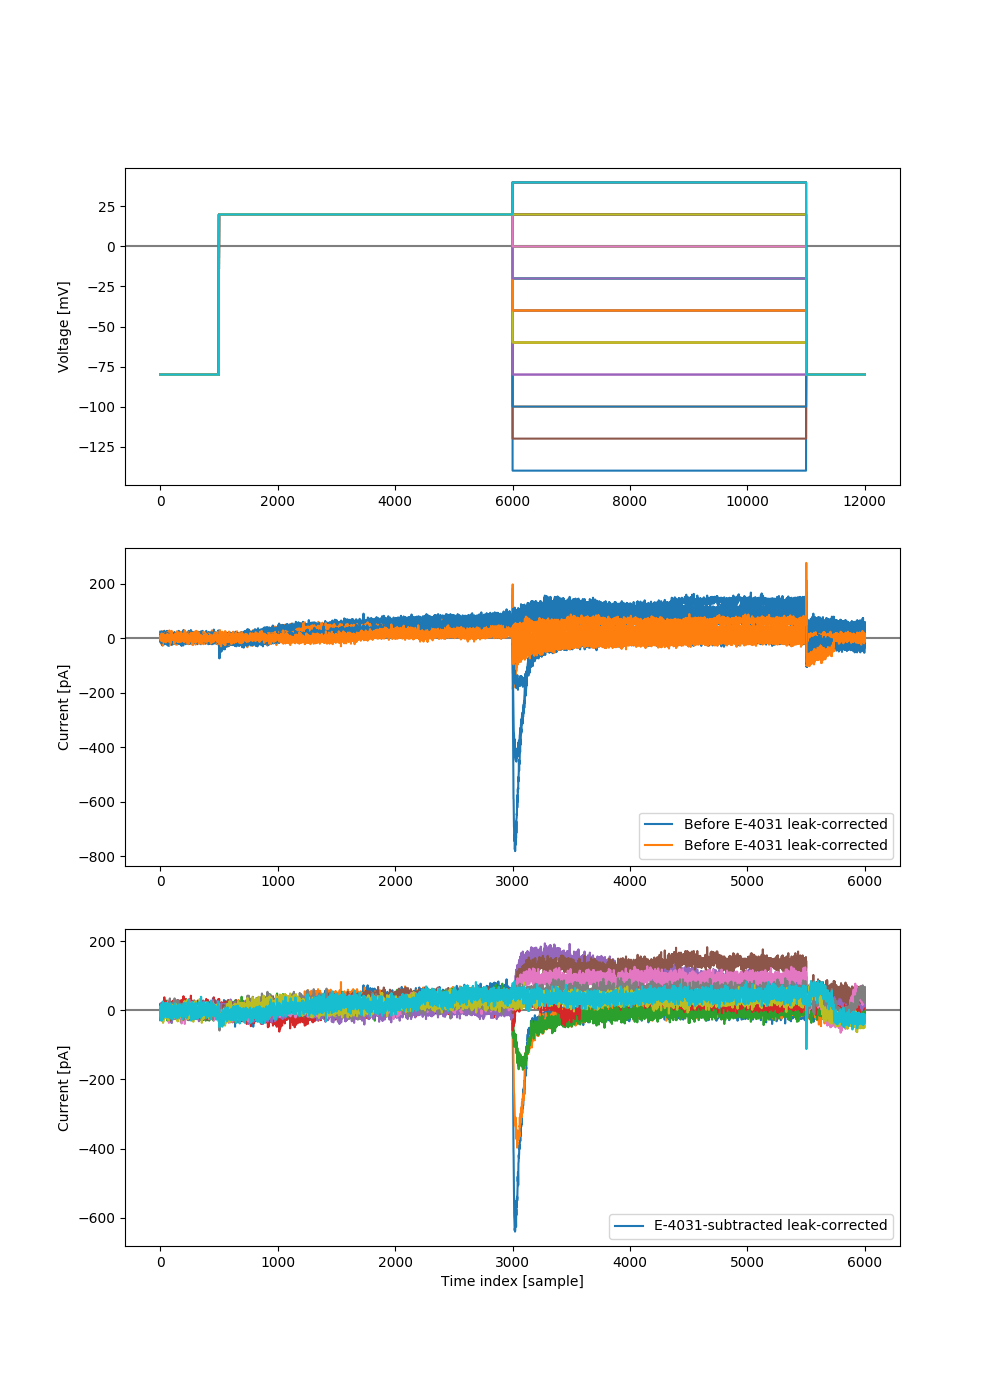 25
0
−25
−50
−75
−100
−125
Voltage [mV]
0 2000 4000 6000 8000 10000 12000
200
0
−200
−400
−600
−800
Current [pA]
Before E-4031 leak-corrected
Before E-4031 leak-corrected
0 1000 2000 3000 4000 5000 6000
200
0
−200
−400
−600
Current [pA]
E-4031-subtracted leak-corrected
0 1000 2000 3000 4000 5000 6000
Time index [sample]